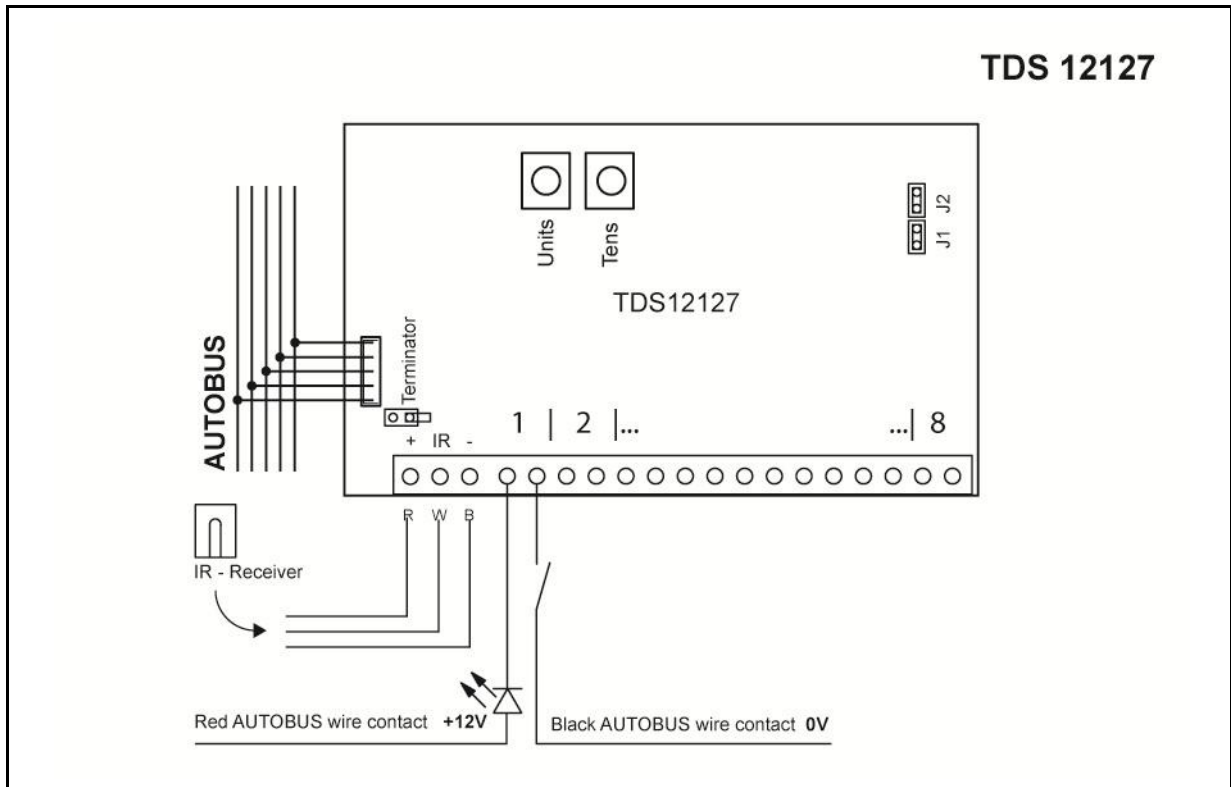 TDS 12127
Units
Tens
J2
J1
TDS12127
AUTOBUS
Terminator
1 | 2 |... ...| 8
+ IR -
R W B
IR - Receiver
Red AUTOBUS wire contact +12V
Black AUTOBUS wire contact 0V